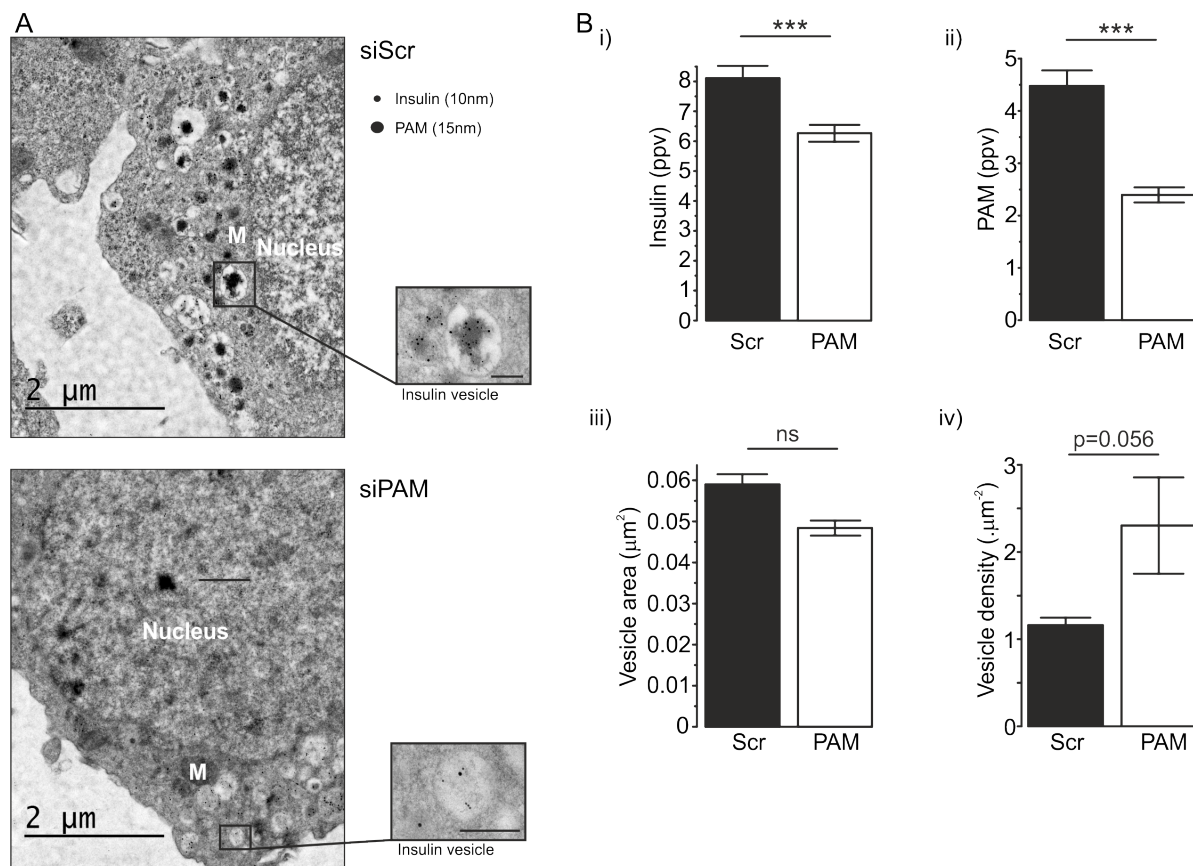 A
siScr
Insulin (10nm)
PAM (15nm)
M
Nucleus
2 µm
Insulin vesicle
siPAM
Nucleus
M
2 µm
Insulin vesicle
B
i)
***
Insulin (ppv)
8
7
6
5
4
3
2
1
0
Scr
PAM
ii)
***
PAM (ppv)
5
4
3
2
1
0
Scr
PAM
iii)
ns
Vesicle area (µm²)
0.06
0.05
0.04
0.03
0.02
0.01
0
Scr
PAM
iv)
p=0.056
Vesicle density (.µm⁻²)
3
2
1
0
Scr
PAM